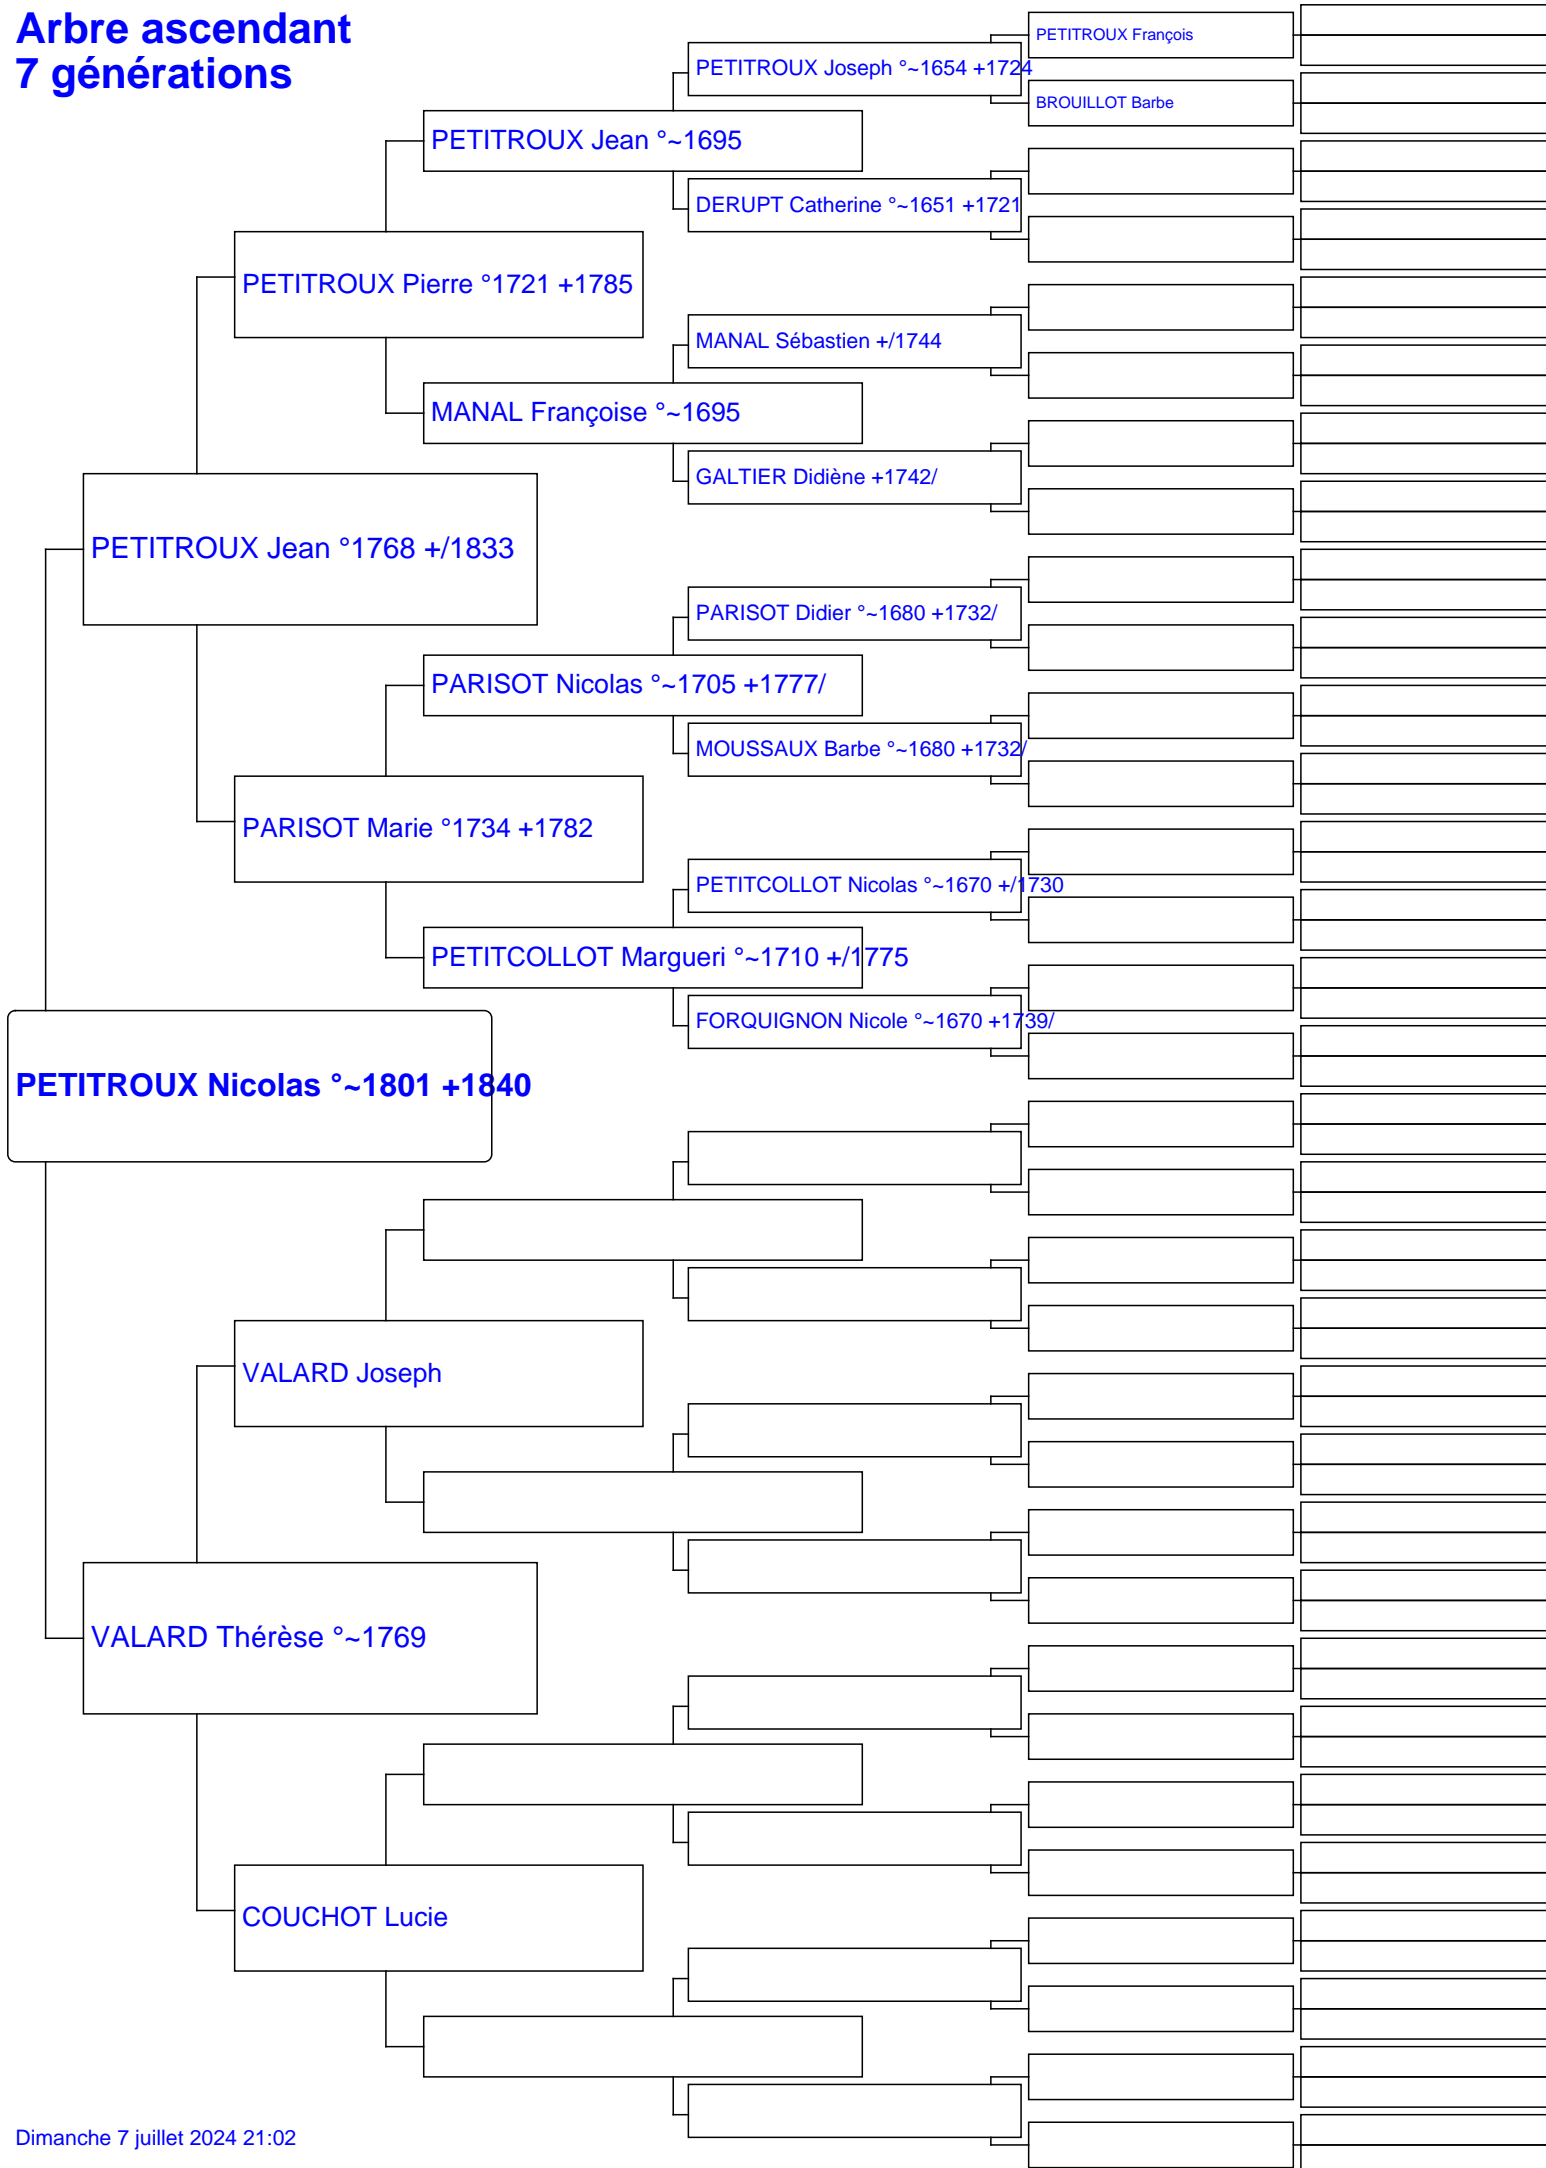 Arbre ascendant
7 générations
PETITROUX François
PETITROUX Joseph °~1654 +1724
BROUILLOT Barbe
PETITROUX Jean °~1695
DERUPT Catherine °~1651 +1721
PETITROUX Pierre °1721 +1785
MANAL Sébastien +/1744
MANAL Françoise °~1695
GALTIER Didiène +1742/
PETITROUX Jean °1768 +/1833
PARISOT Didier °~1680 +1732/
PARISOT Nicolas °~1705 +1777/
MOUSSAUX Barbe °~1680 +1732/
PARISOT Marie °1734 +1782
PETITCOLLOT Nicolas °~1670 +/1730
PETITCOLLOT Margueri °~1710 +/1775
FORQUIGNON Nicole °~1670 +1739/
PETITROUX Nicolas °~1801 +1840
VALARD Joseph
VALARD Thérèse °~1769
COUCHOT Lucie
Dimanche 7 juillet 2024 21:02